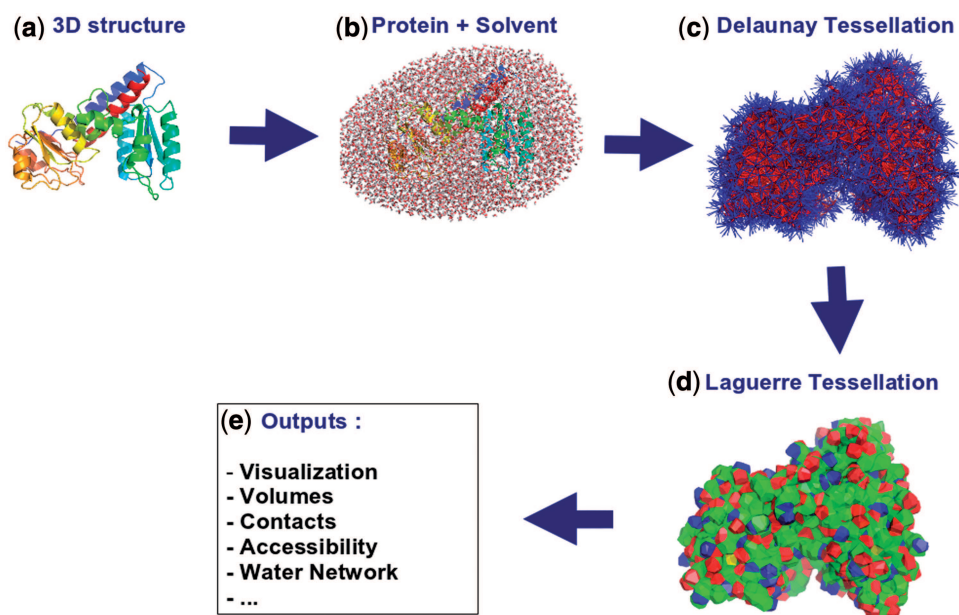 (a) 3D structure
(b) Protein + Solvent
(c) Delaunay Tessellation
(d) Laguerre Tessellation
(e) Outputs :
- Visualization
- Volumes
- Contacts
- Accessibility
- Water Network
- ...